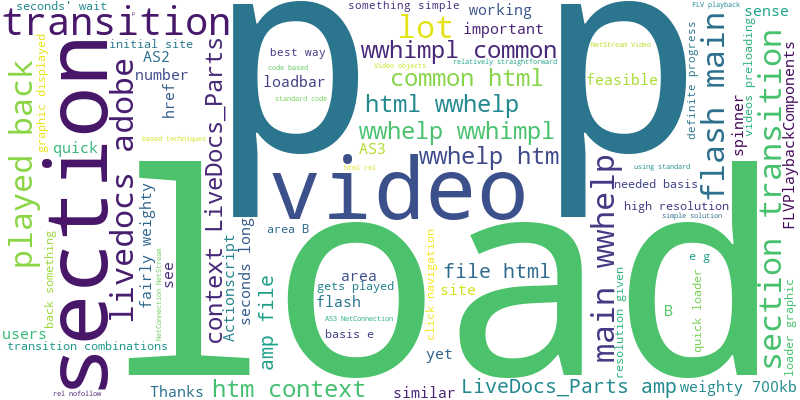 seconds' wait
something simple
working
FLV playback
transition
p
p
lot
important
sense
initial site
AS2
best way
wwhimpl common
NetStream Video
number
code based
loadbar
Video objects
relatively straightforward
feasible
href
standard code
common html
graphic displayed
played back
section
livedocs adobe
context LiveDocs_Parts
html wwhelp
definite progress
flash main
spinner
videos preloading
FLVPlaybackComponents
wwhelp wwhimpl
quick
based techniques
AS3
wwhelp htm
html rel
using standard
needed basis
video
high resolution
simple solution
load
fairly weighty
area B
see
Actionscript
seconds long
click navigation
main wwhelp
section transition
e g
back something
NetConnection NetStream
amp file
area
gets played
flash
file html
site
resolution given
quick loader
loader graphic
B
AS3 NetConnection
users
transition combinations
basis e
yet
rel nofollow
Thanks
htm context
similar
LiveDocs_Parts amp
weighty 700kb